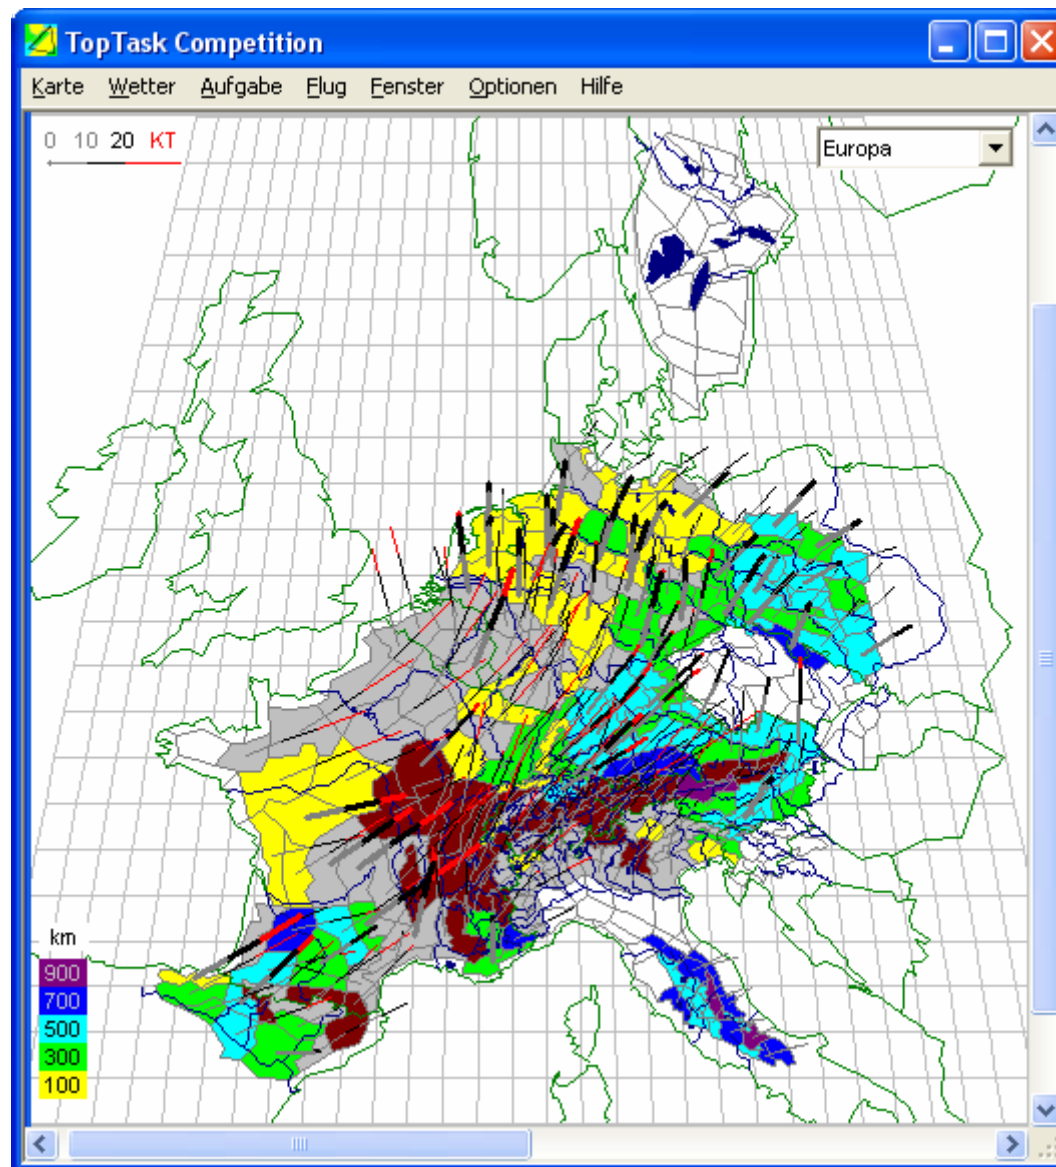 TopTask Competition
Karte Wetter Aufgabe Flug Fenster Optionen Hilfe
0 10 20 KT
Europa
km
900
700
500
300
100